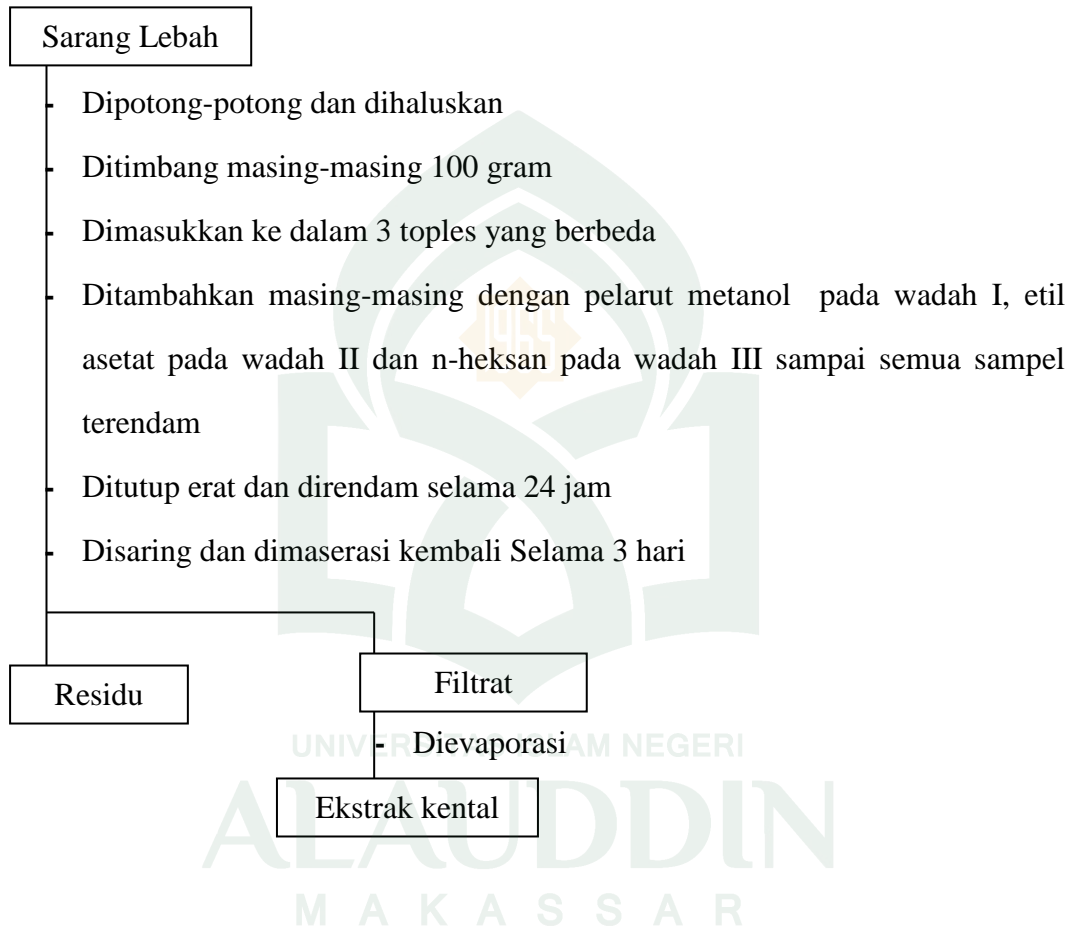 Sarang Lebah
- Dipotong-potong dan dihaluskan
- Ditimbang masing-masing 100 gram
- Dimasukkan ke dalam 3 toples yang berbeda
- Ditambahkan masing-masing dengan pelarut metanol pada wadah I, etil
asetat pada wadah II dan n-heksan pada wadah III sampai semua sampel
terendam
- Ditutup erat dan direndam selama 24 jam
- Disaring dan dimaserasi kembali Selama 3 hari
Residu
Filtrat
- Dievaporasi
Ekstrak kental
1965
UNIVERSITAS ISLAM NEGERI
ALAUDDIN
MAKASSAR